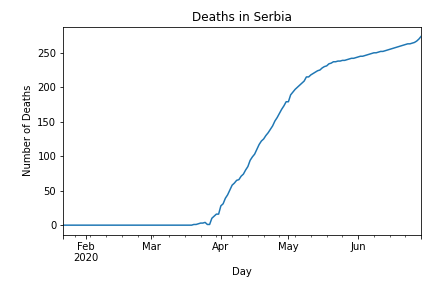 Deaths in Serbia
Number of Deaths
250
200
150
100
50
0
Feb
2020
Mar
Apr
May
Jun
Day